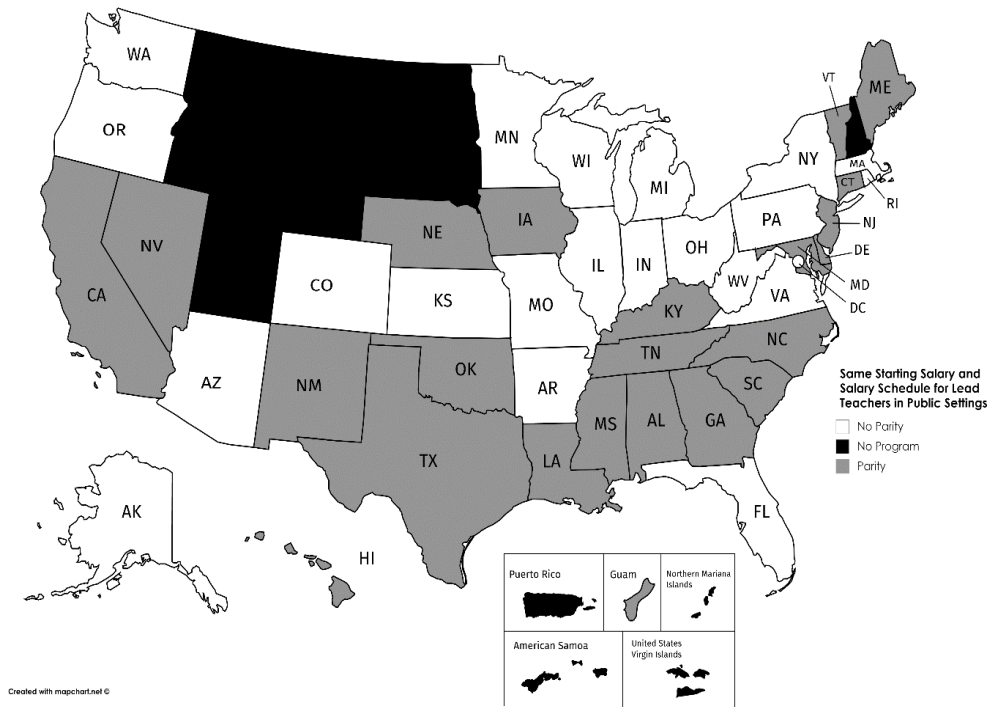 WA
OR
MN
WI
MI
NY
VT
ME
MA
CT
RI
NJ
DE
MD
DC
PA
OH
IN
IL
IA
NE
NV
CA
CO
KS
MO
WV
VA
KY
NC
TN
SC
AZ
NM
OK
AR
MS
AL
GA
TX
LA
FL
AK
HI
Same Starting Salary and
Salary Schedule for Lead
Teachers in Public Settings
No Parity
No Program
Parity
Puerto Rico
Guam
Northern Mariana
Islands
American Samoa
United States
Virgin Islands
Created with mapchart.net ©